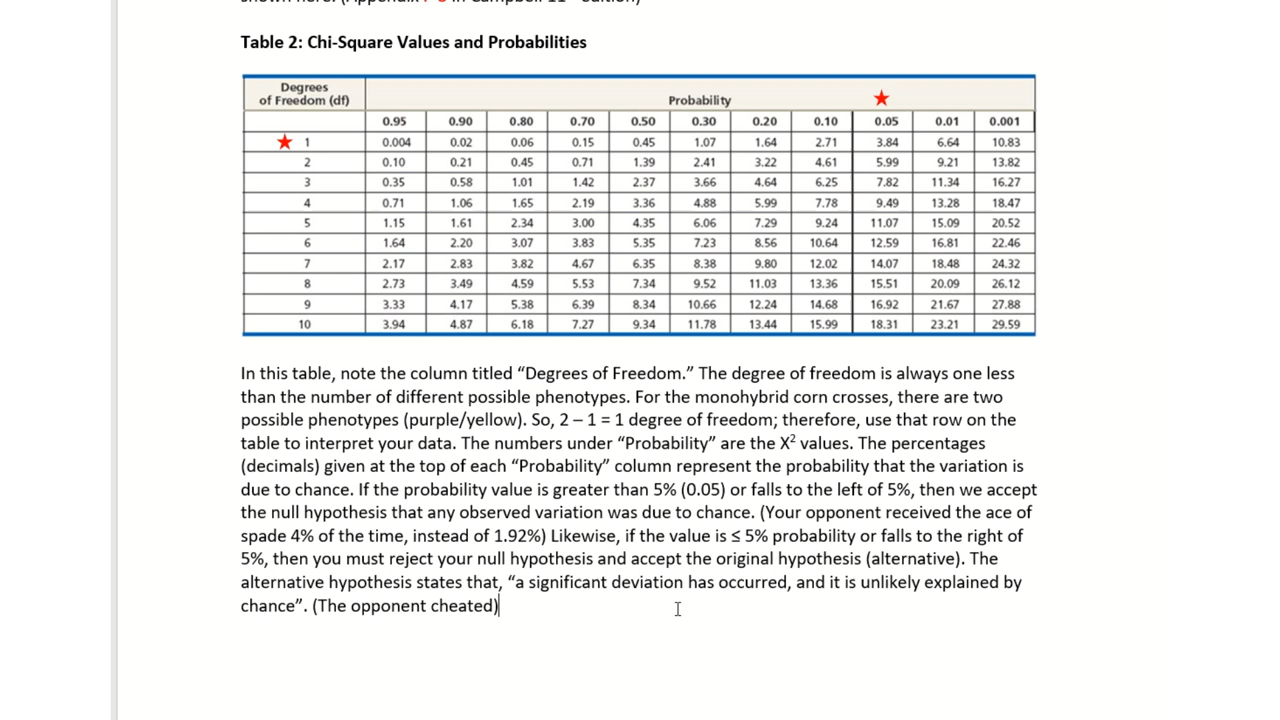 Table 2: Chi-Square Values and Probabilities
Degrees of Freedom (df) Probability
0.95 0.90 0.80 0.70 0.50 0.30 0.20 0.10 0.05 0.01 0.001
1 0.004 0.02 0.06 0.15 0.45 1.07 1.64 2.71 3.84 6.64 10.83
2 0.10 0.21 0.45 0.71 1.39 2.41 3.22 4.61 5.99 9.21 13.82
3 0.35 0.58 1.01 1.42 2.37 3.66 4.64 6.25 7.82 11.34 16.27
4 0.71 1.06 1.65 2.19 3.36 4.88 5.99 7.78 9.49 13.28 18.47
5 1.15 1.61 2.34 3.00 4.35 6.06 7.29 9.24 11.07 15.09 20.52
6 1.64 2.20 3.07 3.83 5.35 7.23 8.56 10.64 12.59 16.81 22.46
7 2.17 2.83 3.82 4.67 6.35 8.38 9.80 12.02 14.07 18.48 24.32
8 2.73 3.49 4.59 5.53 7.34 9.52 11.03 13.36 15.51 20.09 26.12
9 3.33 4.17 5.38 6.39 8.34 10.66 12.24 14.68 16.92 21.67 27.88
10 3.94 4.87 6.18 7.27 9.34 11.78 13.44 15.99 18.31 23.21 29.59
In this table, note the column titled “Degrees of Freedom.” The degree of freedom is always one less
than the number of different possible phenotypes. For the monohybrid corn crosses, there are two
possible phenotypes (purple/yellow). So, 2 – 1 = 1 degree of freedom; therefore, use that row on the
table to interpret your data. The numbers under “Probability” are the X² values. The percentages
(decimals) given at the top of each “Probability” column represent the probability that the variation is
due to chance. If the probability value is greater than 5% (0.05) or falls to the left of 5%, then we accept
the null hypothesis that any observed variation was due to chance. (Your opponent received the ace of
spade 4% of the time, instead of 1.92%) Likewise, if the value is ≤ 5% probability or falls to the right of
5%, then you must reject your null hypothesis and accept the original hypothesis (alternative). The
alternative hypothesis states that, “a significant deviation has occurred, and it is unlikely explained by
chance”. (The opponent cheated)